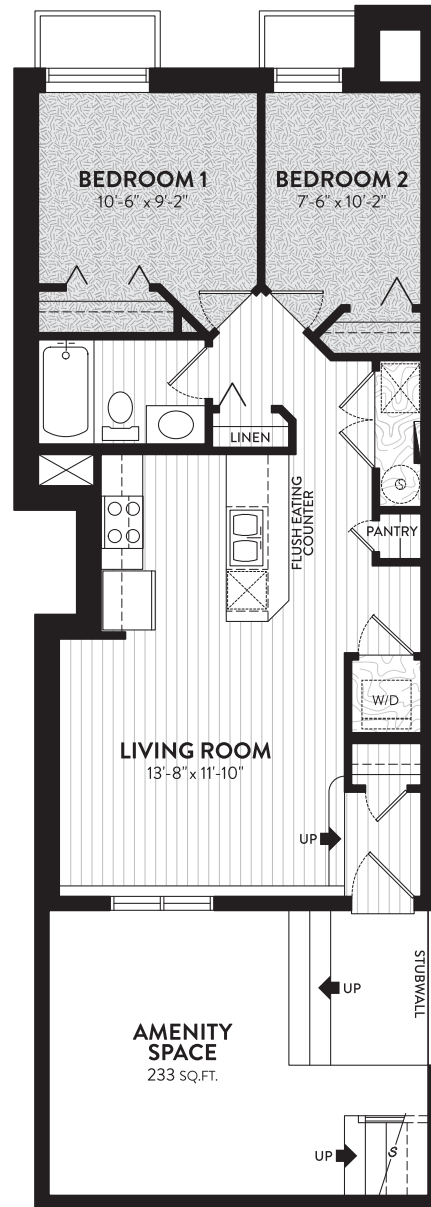 BEDROOM 1
10'-6" x 9'-2"
BEDROOM 2
7'-6" x 10'-2"
LINEN
FLUSH EATING
COUNTER
S
PANTRY
W/D
LIVING ROOM
13'-8" x 11'-10"
UP
UP
STUBWALL
AMENITY
SPACE
233 SQ.FT.
UP
S